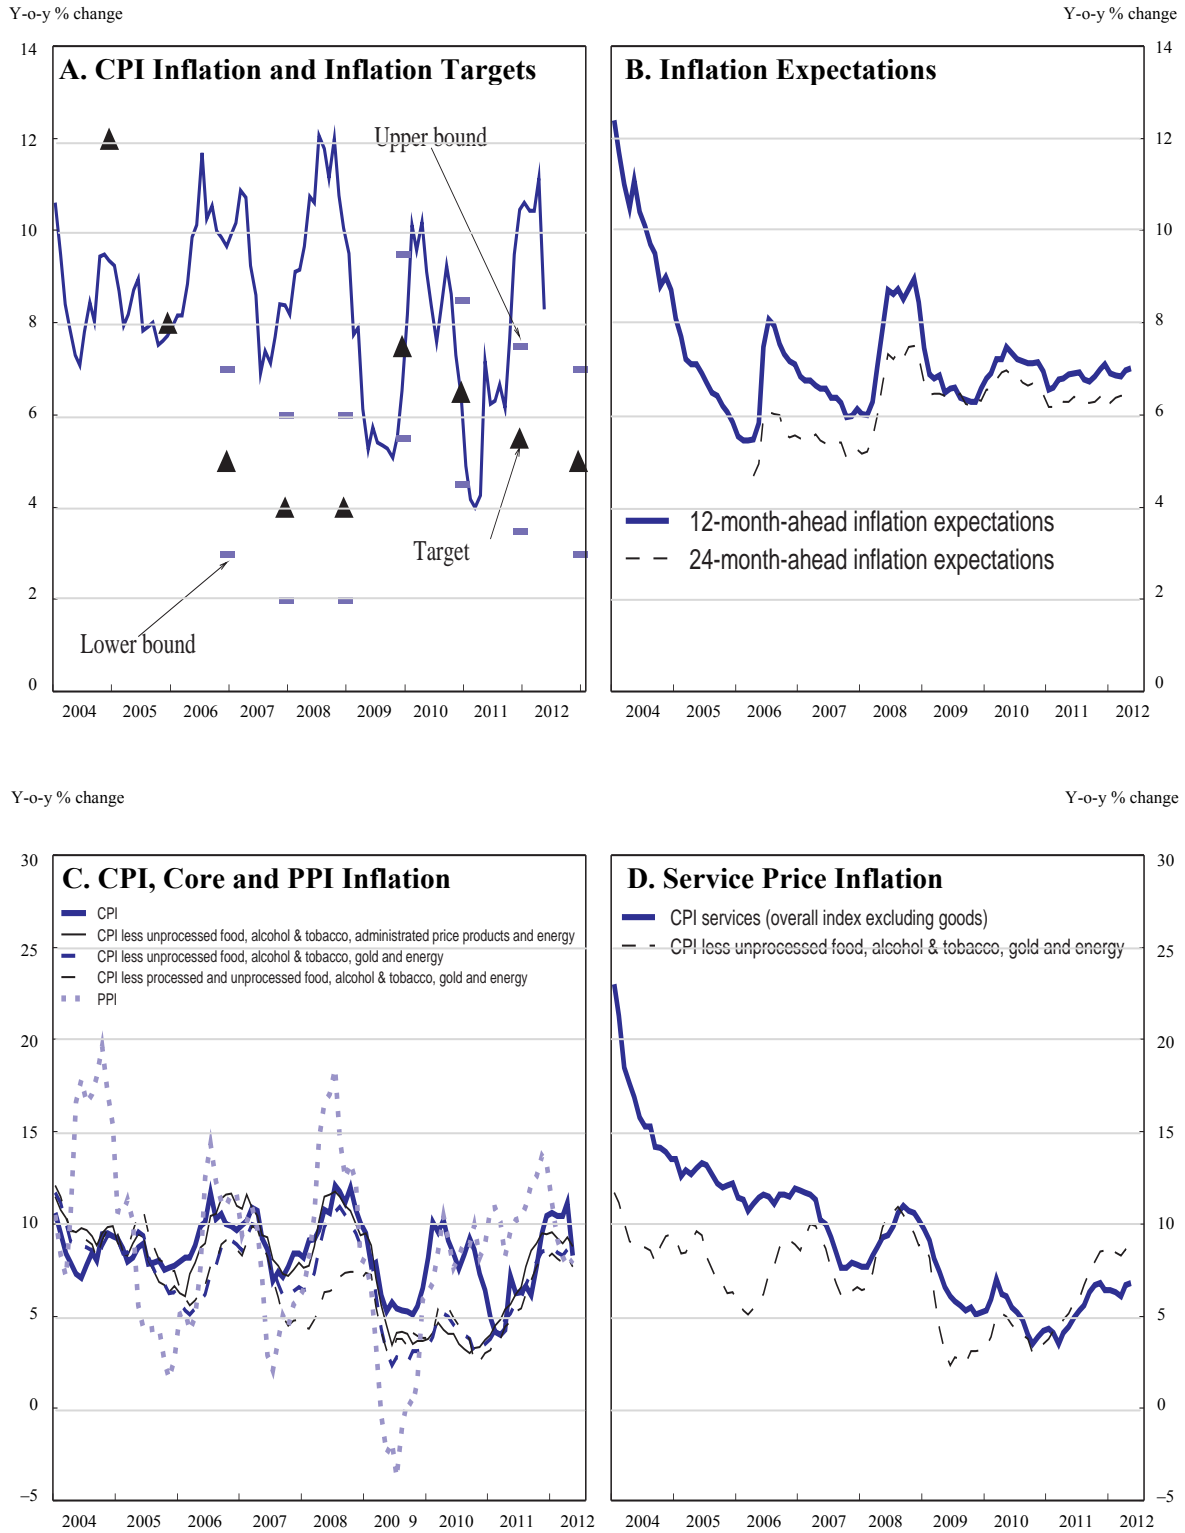 Y-o-y % change
Y-o-y % change
A. CPI Inflation and Inflation Targets
14
12
10
8
6
4
2
0
Upper bound
Target
Lower bound
2004 2005 2006 2007 2008 2009 2010 2011 2012
B. Inflation Expectations
14
12
10
8
6
4
2
0
12-month-ahead inflation expectations
24-month-ahead inflation expectations
2004 2005 2006 2007 2008 2009 2010 2011 2012
Y-o-y % change
Y-o-y % change
C. CPI, Core and PPI Inflation
CPI
CPI less unprocessed food, alcohol & tobacco, administrated price products and energy
CPI less unprocessed food, alcohol & tobacco, gold and energy
CPI less processed and unprocessed food, alcohol & tobacco, gold and energy
PPI
30
25
20
15
10
5
0
–5
2004 2005 2006 2007 200 9 2010 2011 2012
D. Service Price Inflation
CPI services (overall index excluding goods)
CPI less unprocessed food, alcohol & tobacco, gold and energy
30
25
20
15
10
5
0
–5
2004 2005 2006 2007 2008 2009 2010 2011 2012